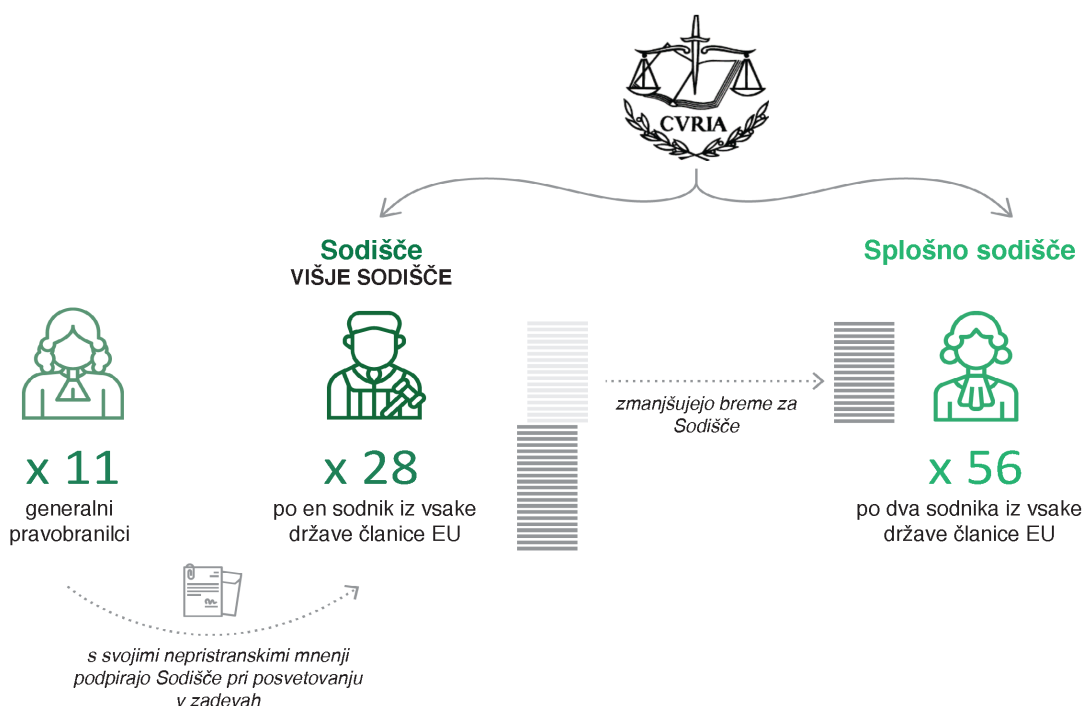 CVRIA
Sodišče
VIŠJE SODIŠČE
Splošno sodišče
x 11
generalni
pravobranilci
x 28
po en sodnik iz vsake
države članice EU
zmanjšujejo breme za
Sodišče
x 56
po dva sodnika iz vsake
države članice EU
s svojimi nepristranskimi mnenji
podpirajo Sodišče pri posvetovanju
v zadevah